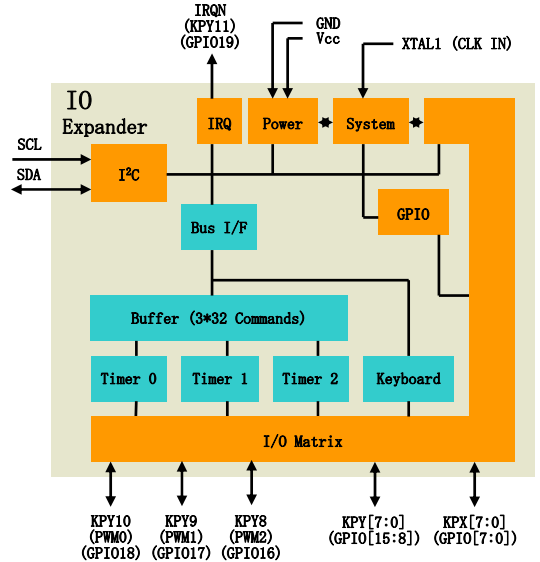 IRQN
(KPY11)
(GPIO19)
GND
Vcc
XTAL1 (CLK IN)
IO
Expander
IRQ
Power
System
SCL
SDA
I²C
GPIO
Bus I/F
Buffer (3*32 Commands)
Timer 0
Timer 1
Timer 2
Keyboard
I/O Matrix
KPY10
(PWM0)
(GPIO18)
KPY9
(PWM1)
(GPIO17)
KPY8
(PWM2)
(GPIO16)
KPY[7:0]
(GPIO[15:8])
KPX[7:0]
(GPIO[7:0])